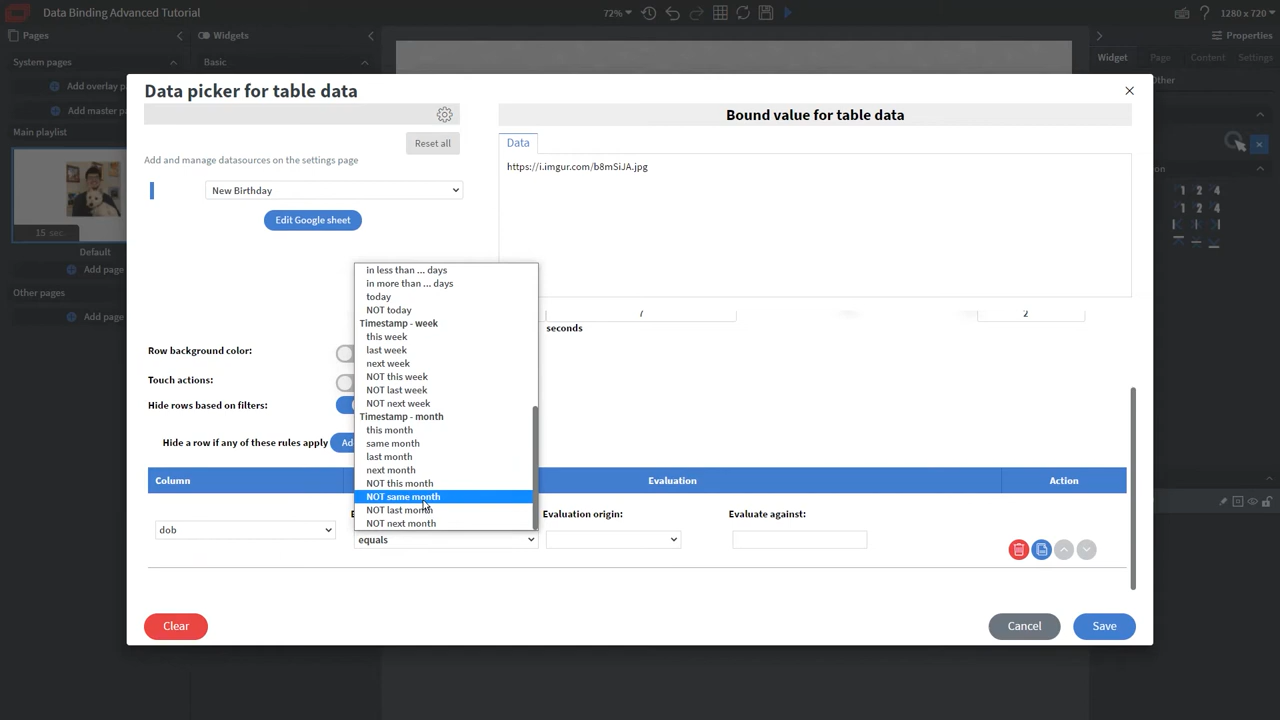 Data Binding Advanced Tutorial
72%
1280 x 720
Pages
Widgets
Properties
System pages
Basic
Widget
Page
Content
Settings
Add overlay pa
Other
Add master pa
Main playlist
15 sec.
Default
Add page
Other pages
Add page
Data picker for table data
Bound value for table data
Reset all
Data
Add and manage datasources on the settings page
https://i.imgur.com/b8mSiJA.jpg
New Birthday
Edit Google sheet
7
2
seconds
Row background color:
Touch actions:
Hide rows based on filters:
Hide a row if any of these rules apply
Ad
in less than ... days
in more than ... days
today
NOT today
Timestamp - week
this week
last week
next week
NOT this week
NOT last week
NOT next week
Timestamp - month
this month
same month
last month
next month
NOT this month
NOT same month
NOT last month
NOT next month
Column
Evaluation
Action
Evaluation origin:
Evaluate against:
dob
equals
Clear
Cancel
Save